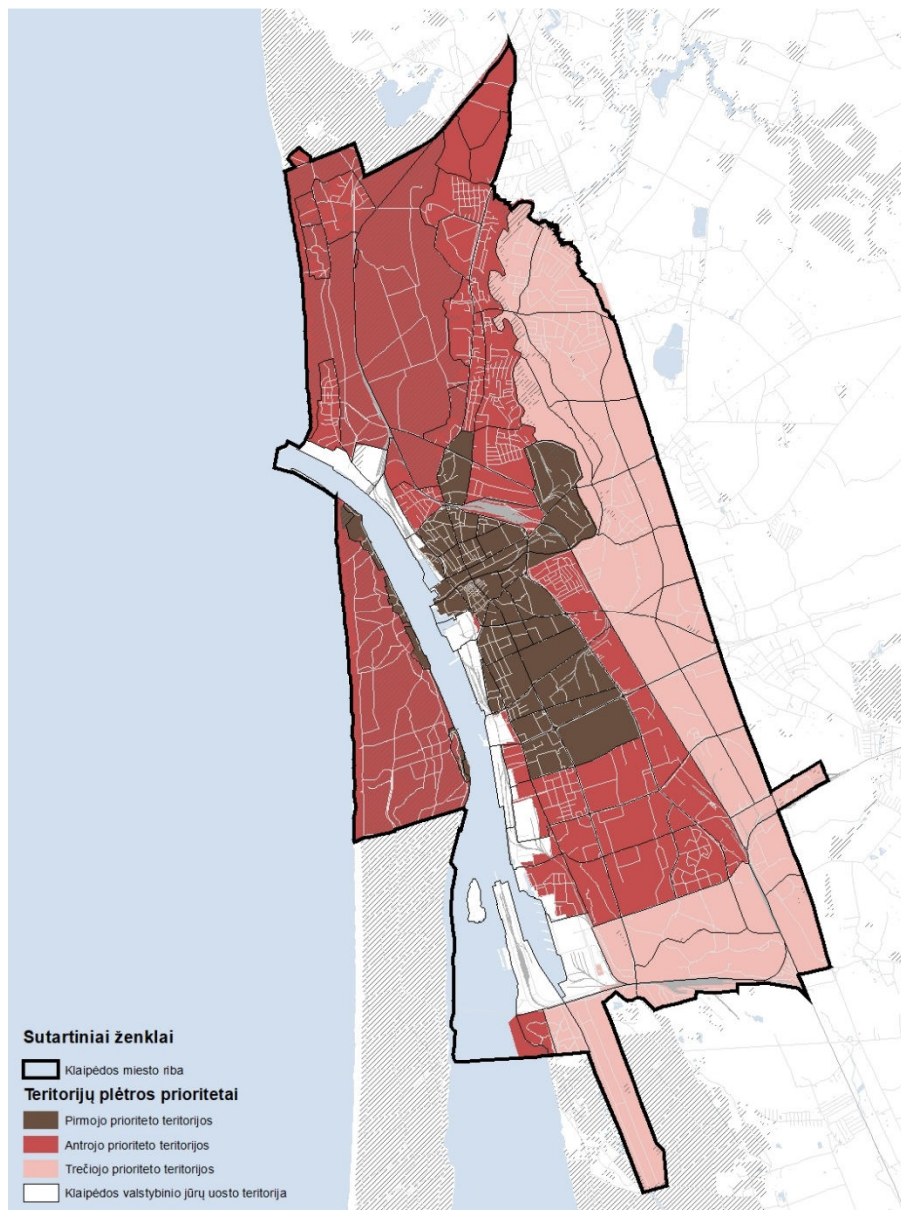 Sutartiniai ženklai
Klaipėdos miesto riba
Teritorijų plėtros prioritetai
Pirmojo prioriteto teritorijos
Antrojo prioriteto teritorijos
Trečiojo prioriteto teritorijos
Klaipėdos valstybinio jūrų uosto teritorija